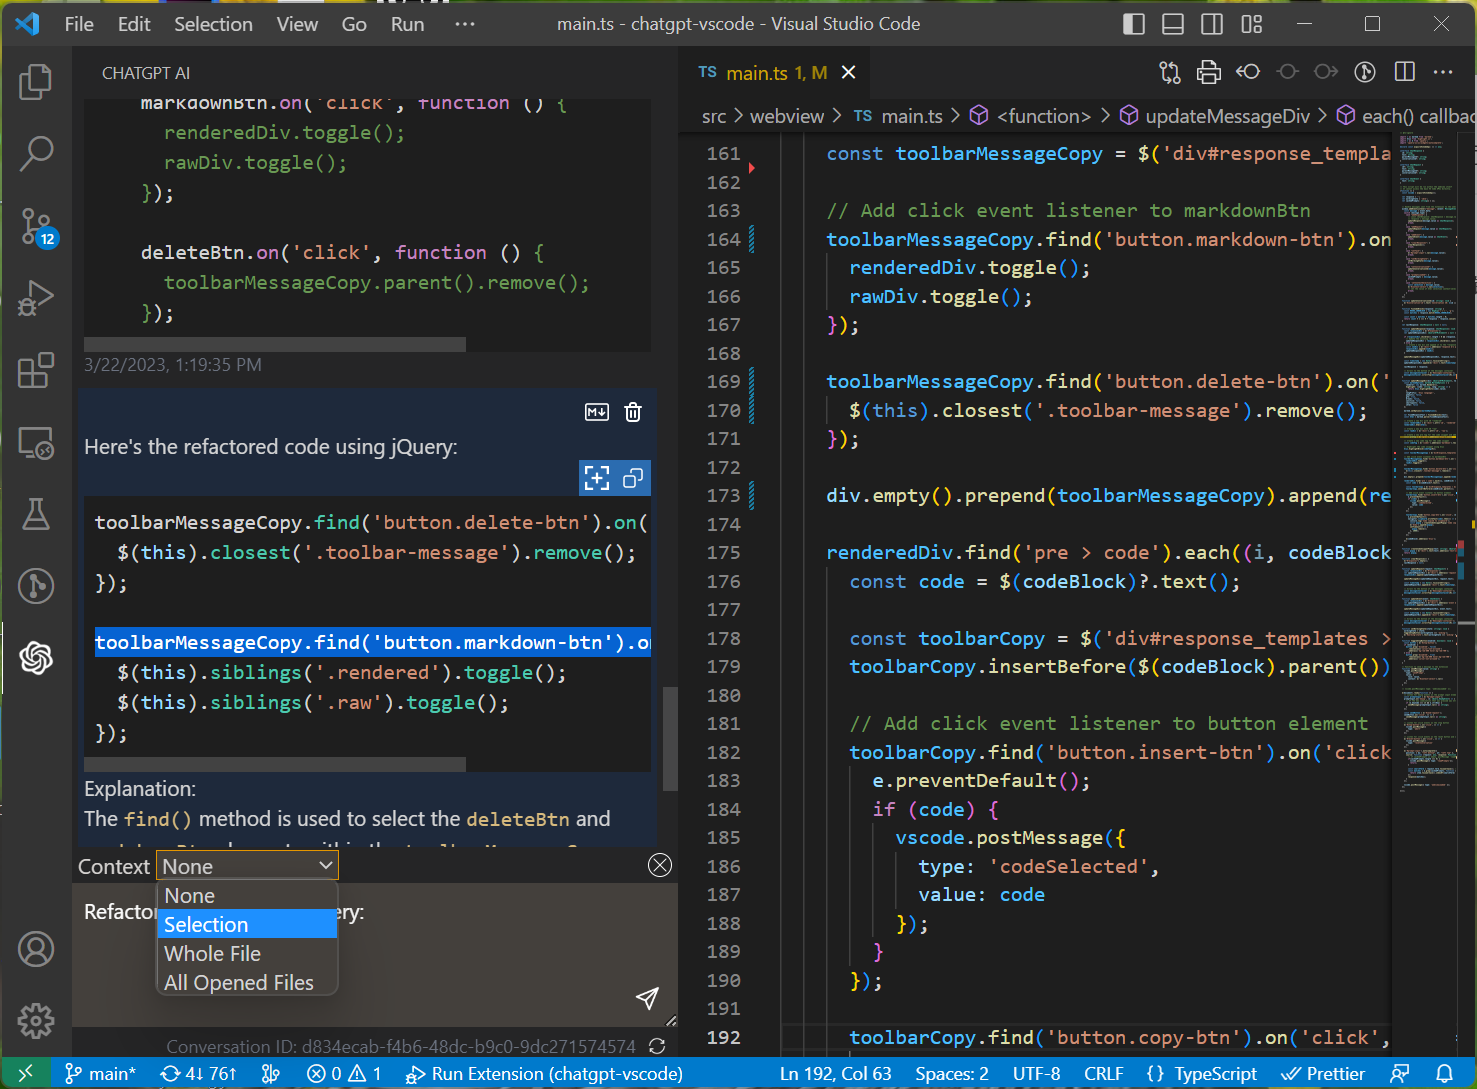 File Edit Selection View Go Run ··· main.ts - chatgpt-vscode - Visual Studio Code
CHATGPT AI
markdownBtn.on('click', function () {
renderedDiv.toggle();
rawDiv.toggle();
});
deleteBtn.on('click', function () {
toolbarMessageCopy.parent().remove();
});
3/22/2023, 1:19:35 PM
Here's the refactored code using jQuery:
toolbarMessageCopy.find('button.delete-btn').on(
$(this).closest('.toolbar-message').remove();
});
toolbarMessageCopy.find('button.markdown-btn').o
$(this).siblings('.rendered').toggle();
$(this).siblings('.raw').toggle();
});
Explanation:
The find() method is used to select the deleteBtn and
Context None
None
Selection
Whole File
All Opened Files
Refactor ery:
Conversation ID: d834ecab-f4b6-48dc-b9c0-9dc271574574
12
TS main.ts 1, M
src > webview > TS main.ts > <function> > updateMessageDiv > each() callbac
161 const toolbarMessageCopy = $('div#response_templa
162
163 // Add click event listener to markdownBtn
164 toolbarMessageCopy.find('button.markdown-btn').on
165 renderedDiv.toggle();
166 rawDiv.toggle();
167 });
168
169 toolbarMessageCopy.find('button.delete-btn').on('
170 $(this).closest('.toolbar-message').remove();
171 });
172
173 div.empty().prepend(toolbarMessageCopy).append(re
174
175 renderedDiv.find('pre > code').each((i, codeBlock
176 const code = $(codeBlock)?.text();
177
178 const toolbarCopy = $('div#response_templates >
179 toolbarCopy.insertBefore($(codeBlock).parent())
180
181 // Add click event listener to button element
182 toolbarCopy.find('button.insert-btn').on('click
183 e.preventDefault();
184 if (code) {
185 vscode.postMessage({
186 type: 'codeSelected',
187 value: code
188 });
189 }
190 });
191
192 toolbarCopy.find('button.copy-btn').on('click',
main* 4↓ 76↑ 0 1 Run Extension (chatgpt-vscode) Ln 192, Col 63 Spaces: 2 UTF-8 CRLF {} TypeScript Prettier